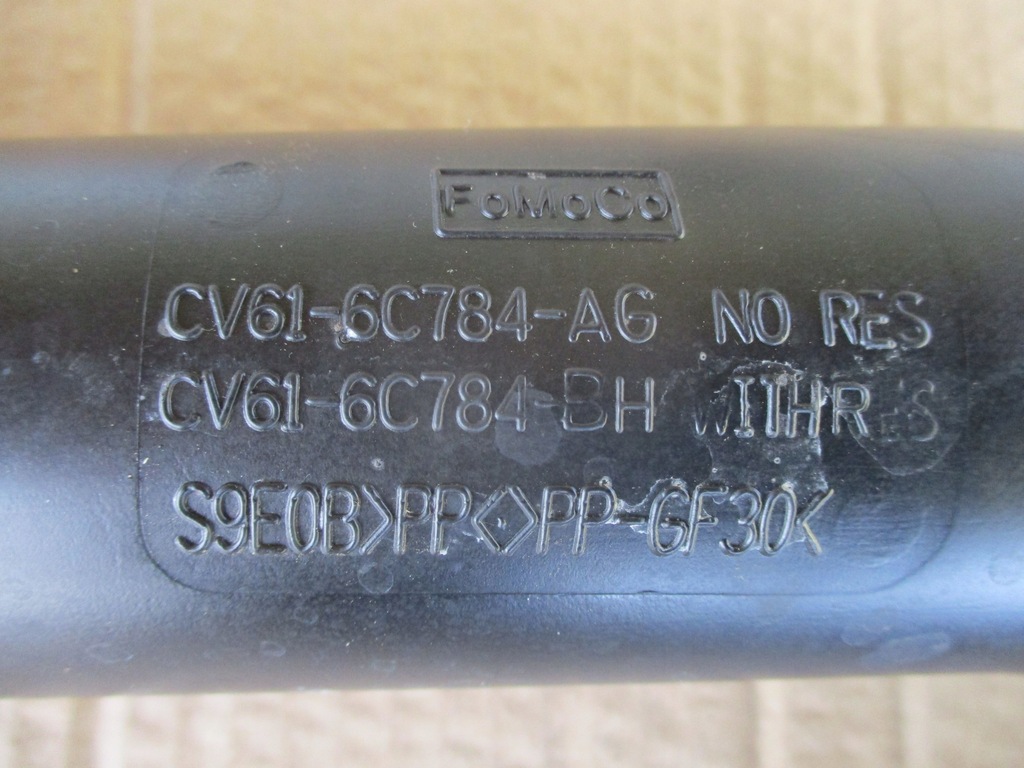 FoMoCo
CV61-6C784-AG NO RES
CV61-6C784-BH WITH RES
S9E0B>PP<>PP-GF30<